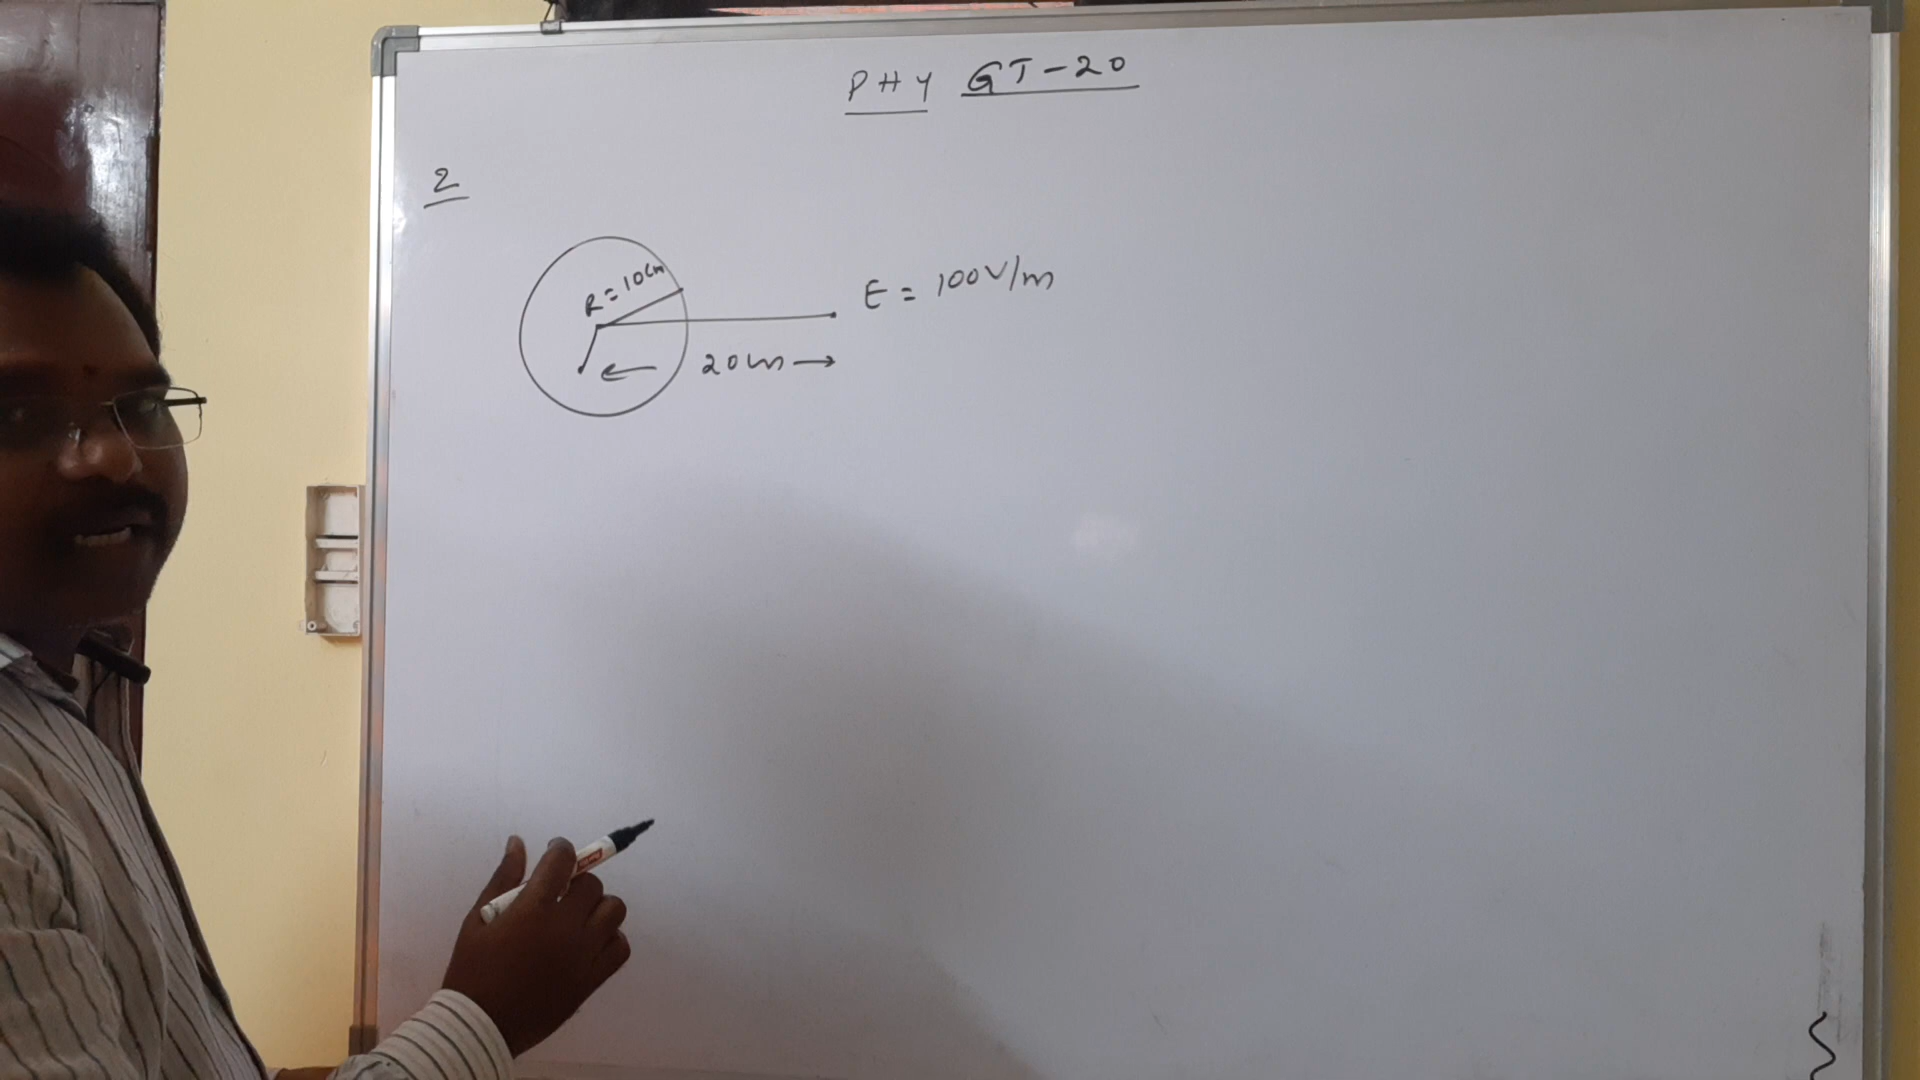 PHY GT-20
2
R = 10cm
E = 100V/m
20cm